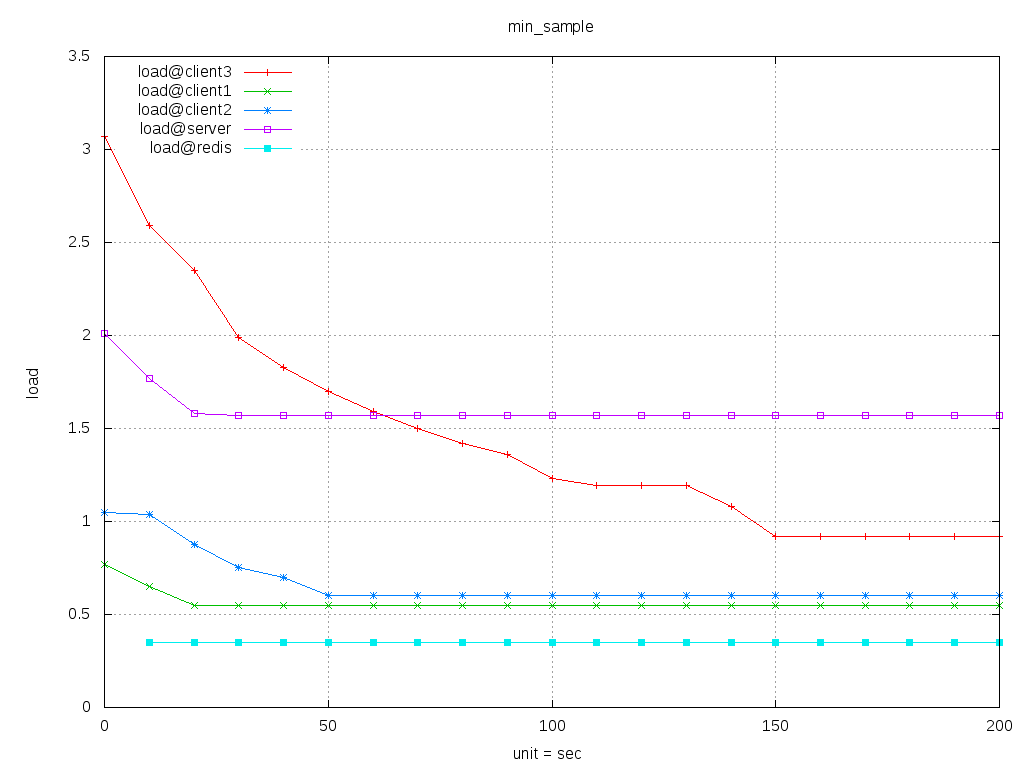 min_sample
3.5
3
2.5
2
1.5
1
0.5
0
load
load@client3
load@client1
load@client2
load@server
load@redis
0 50 100 150 200
unit = sec